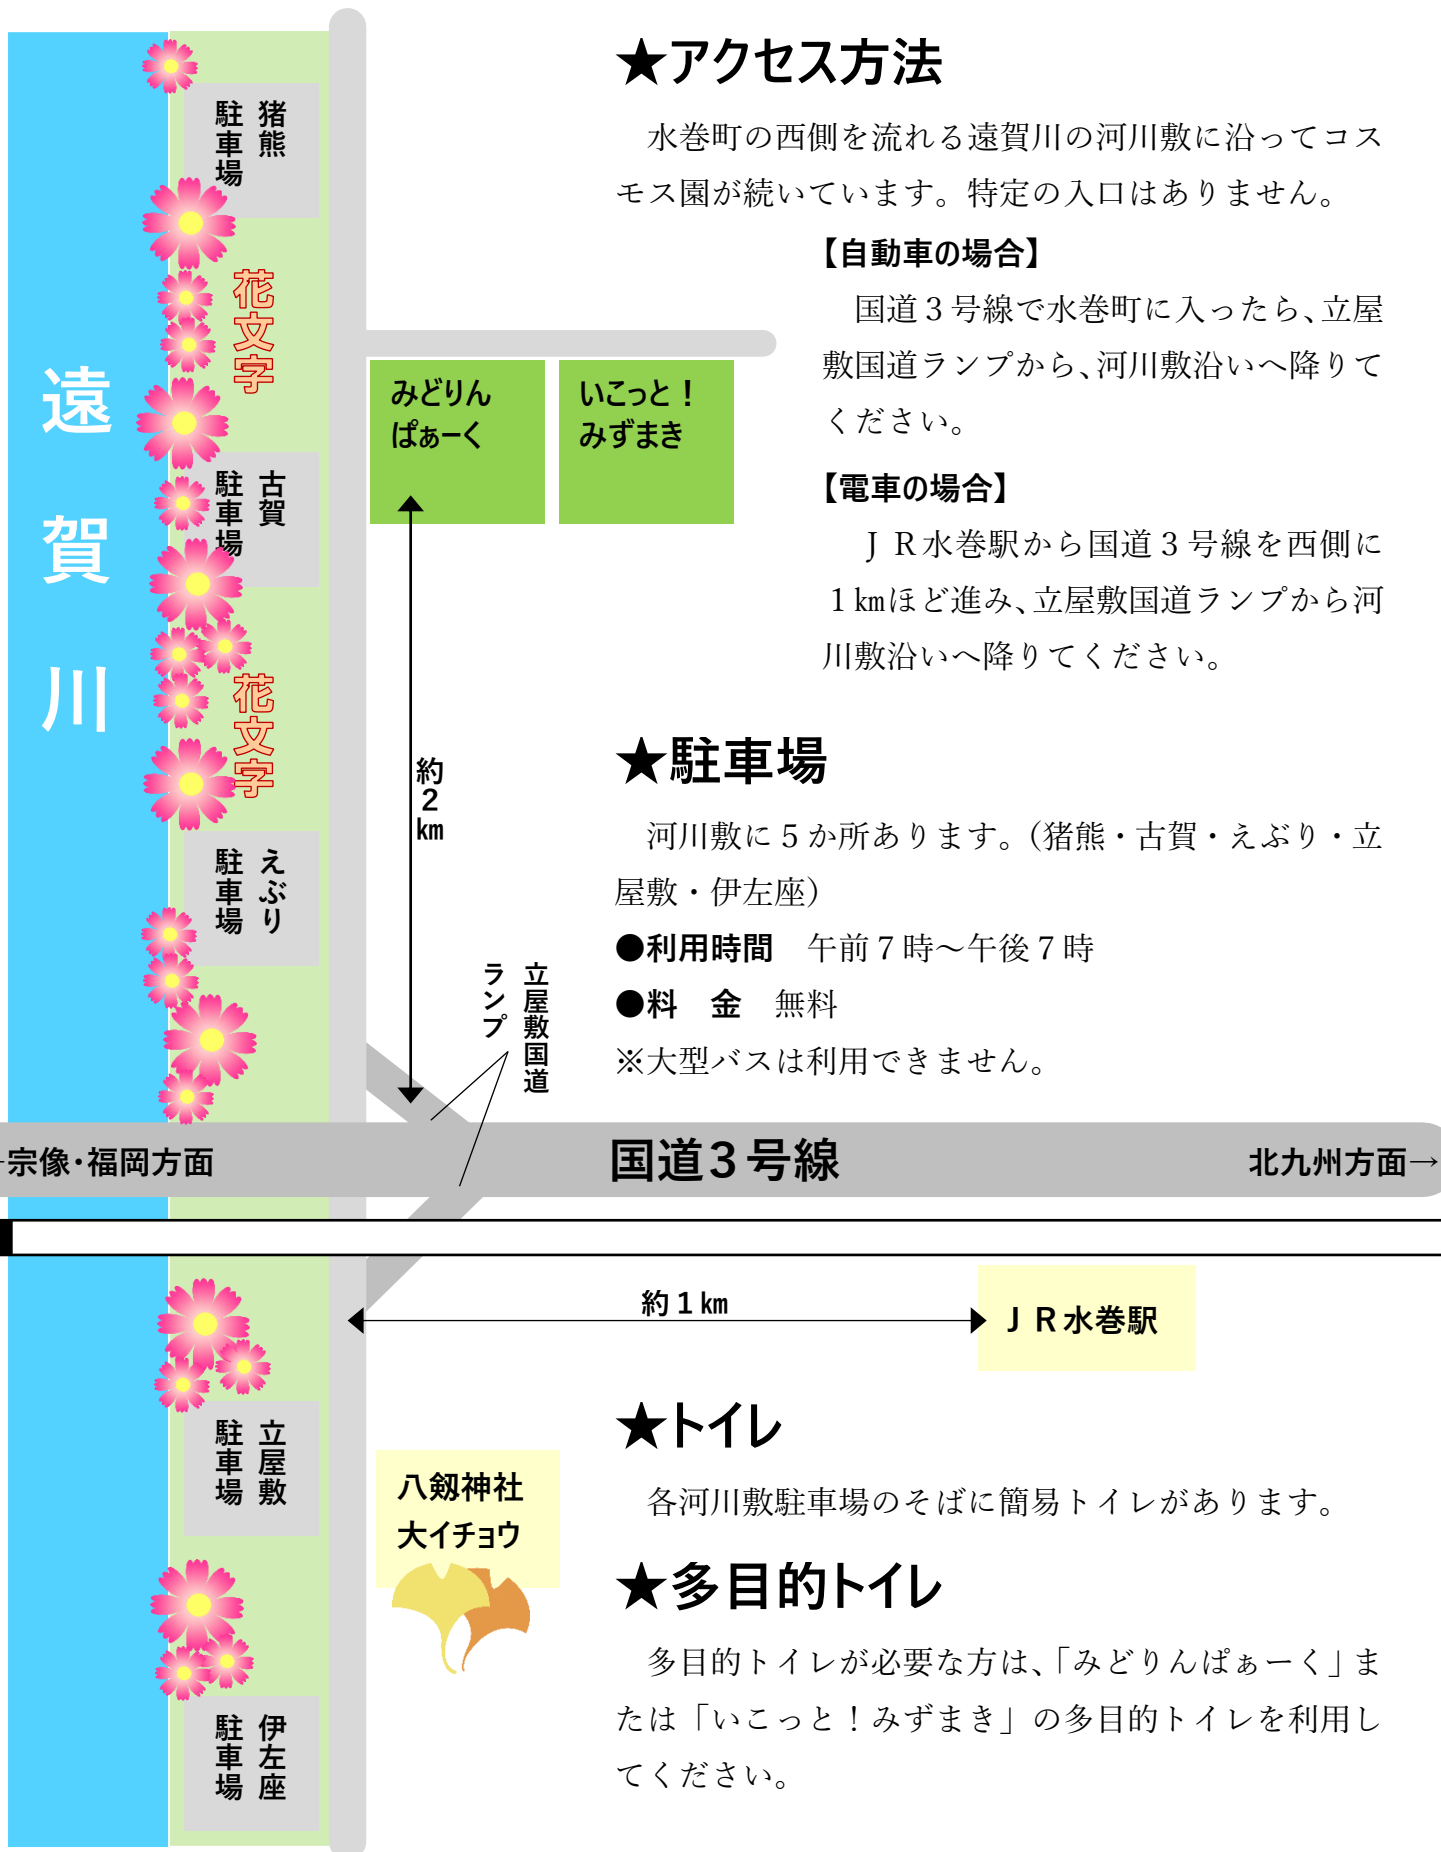 ★アクセス方法
　水巻町の西側を流れる遠賀川の河川敷に沿ってコス
モス園が続いています。特定の入口はありません。
【自動車の場合】
　国道３号線で水巻町に入ったら、立屋
敷国道ランプから、河川敷沿いへ降りて
ください。
【電車の場合】
　ＪＲ水巻駅から国道３号線を西側に
１㎞ほど進み、立屋敷国道ランプから河
川敷沿いへ降りてください。
★駐車場
　河川敷に５か所あります。（猪熊・古賀・えぶり・立
屋敷・伊左座）
●利用時間　午前７時～午後７時
●料　金　無料
※大型バスは利用できません。
猪熊
駐車場
花文字
遠賀川
みどりん
ぱぁーく
いこっと！
みずまき
古賀
駐車場
花文字
約２㎞
えぶり
駐車場
立屋敷国道
ランプ
←宗像・福岡方面
国道３号線
北九州方面→
約１㎞
ＪＲ水巻駅
立屋敷
駐車場
八剱神社
大イチョウ
伊左座
駐車場
★トイレ
　各河川敷駐車場のそばに簡易トイレがあります。
★多目的トイレ
　多目的トイレが必要な方は、「みどりんぱぁーく」ま
たは「いこっと！みずまき」の多目的トイレを利用し
てください。